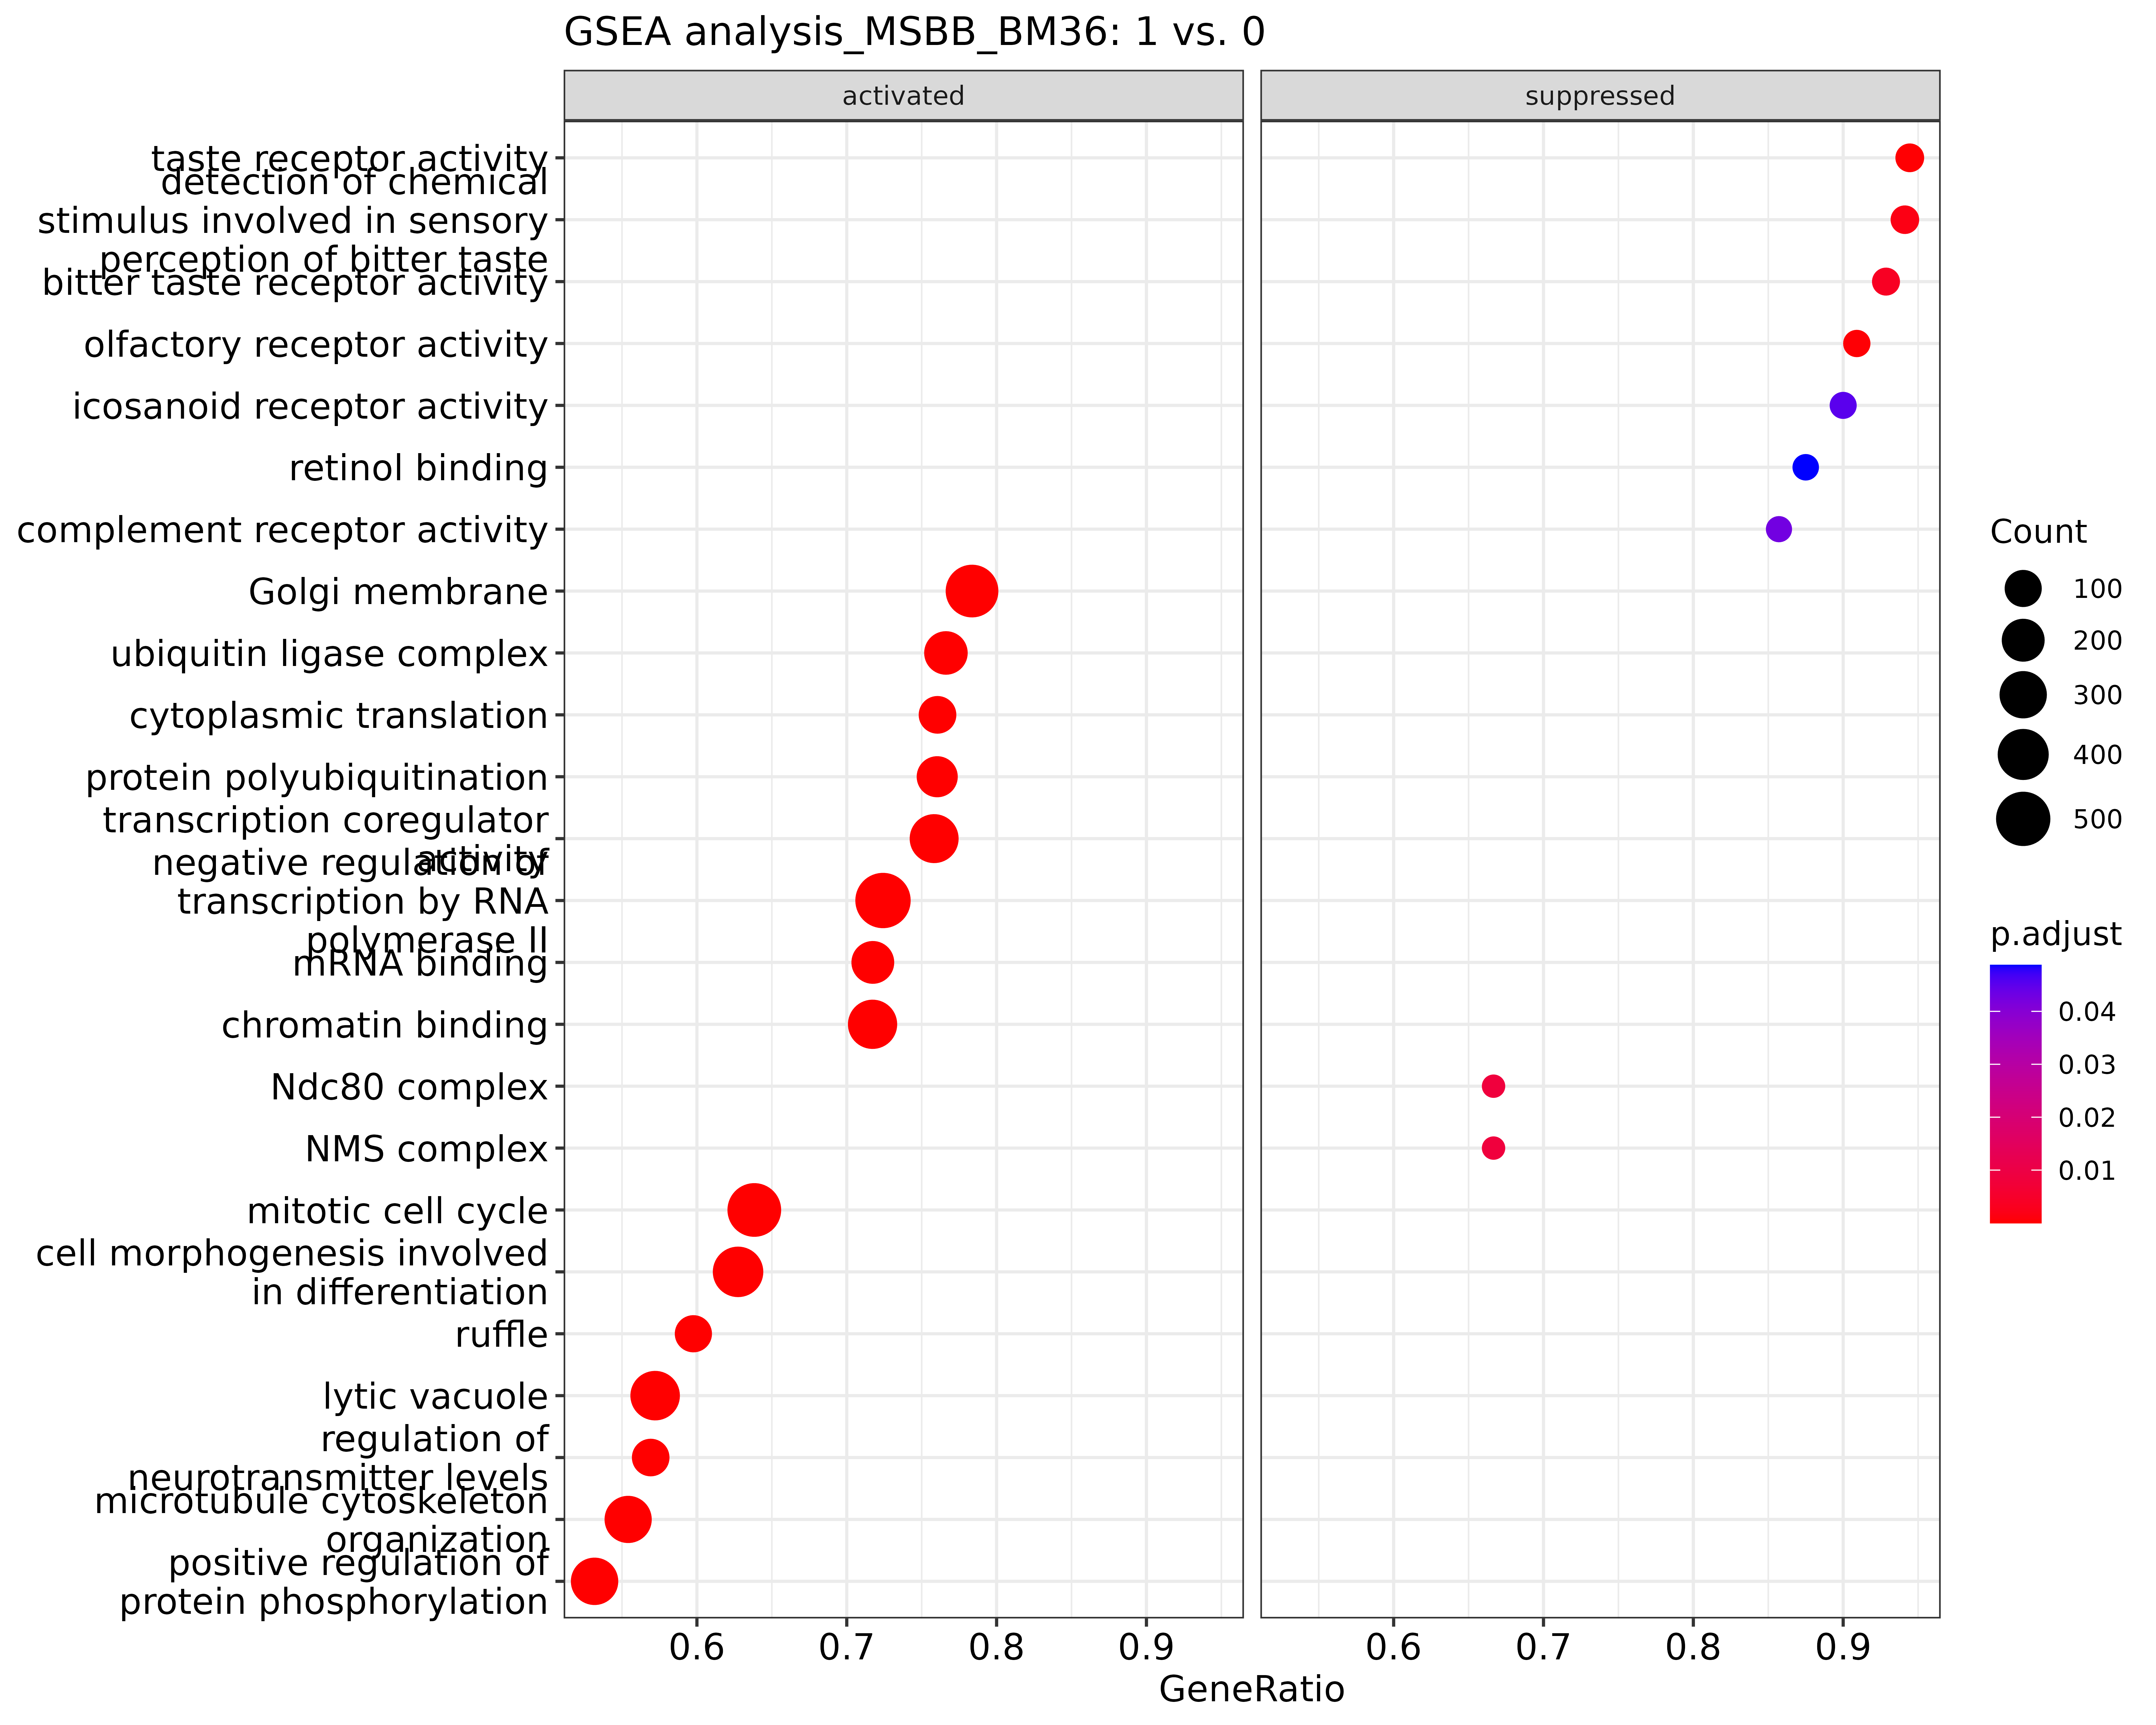 GSEA analysis_MSBB_BM36: 1 vs. 0
activated
suppressed
taste receptor activity
detection of chemical
stimulus involved in sensory
perception of bitter taste
bitter taste receptor activity
olfactory receptor activity
icosanoid receptor activity
retinol binding
complement receptor activity
Golgi membrane
ubiquitin ligase complex
cytoplasmic translation
protein polyubiquitination
transcription coregulator
activity
negative regulation of
transcription by RNA
polymerase II
mRNA binding
chromatin binding
Ndc80 complex
NMS complex
mitotic cell cycle
cell morphogenesis involved
in differentiation
ruffle
lytic vacuole
regulation of
neurotransmitter levels
microtubule cytoskeleton
organization
positive regulation of
protein phosphorylation
0.6 0.7 0.8 0.9
0.6 0.7 0.8 0.9
GeneRatio
Count
100
200
300
400
500
p.adjust
0.04
0.03
0.02
0.01